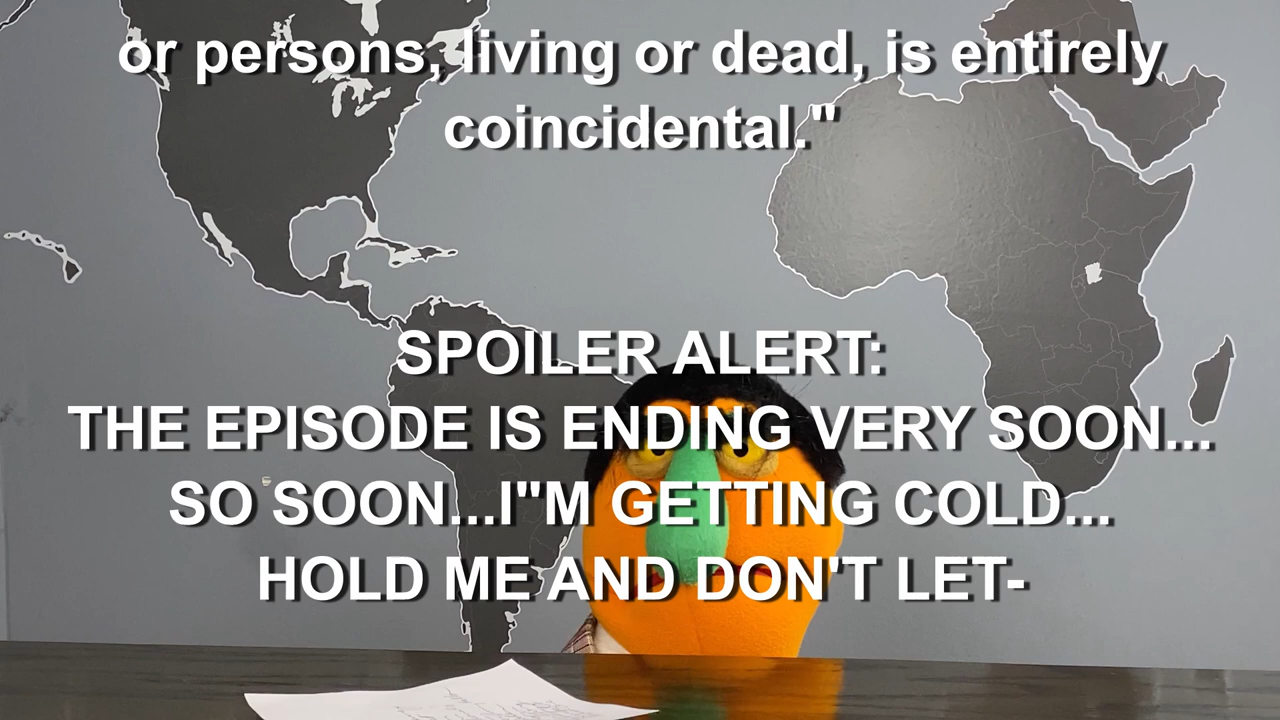 or persons, living or dead, is entirely
coincidental."
SPOILER ALERT:
THE EPISODE IS ENDING VERY SOON...
SO SOON...I"M GETTING COLD...
HOLD ME AND DON'T LET-